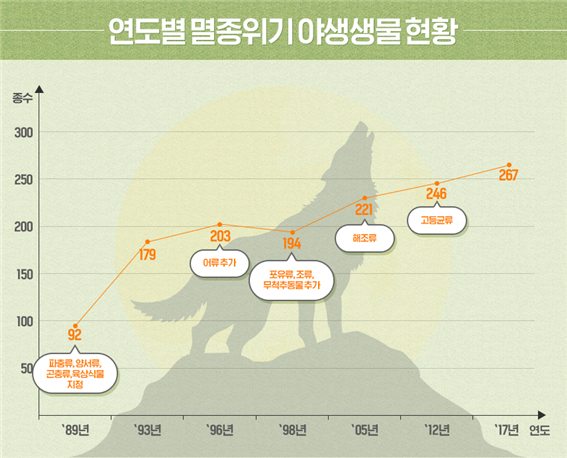 연도별 멸종위기 야생생물 현황
종수
300
250
200
150
100
50
92
179
203
194
221
246
267
파충류, 양서류,
곤충류,육상식물
지정
어류 추가
포유류, 조류,
무척추동물 추가
해조류
고등균류
`89년
`93년
`96년
`98년
`05년
`12년
`17년
연도